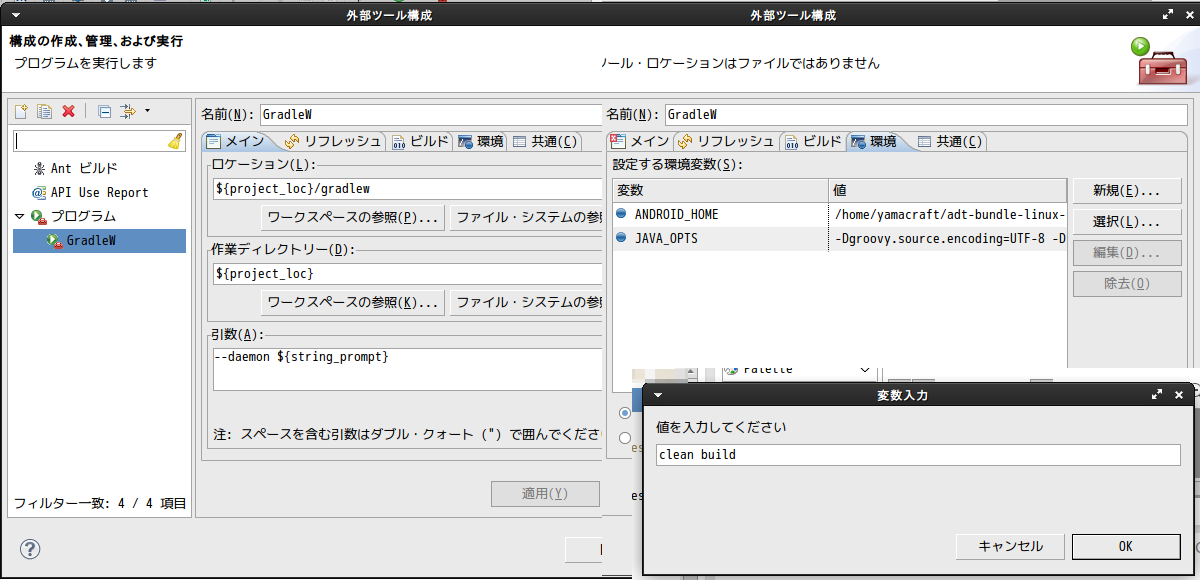 外部ツール構成
外部ツール構成
構成の作成、管理、および実行
プログラムを実行します
ール・ロケーションはファイルではありません
名前(N): GradleW
メイン リフレッシュ ビルド 環境 共通(C)
ロケーション(L):
${project_loc}/gradlew
ワークスペースの参照(P)... ファイル・システムの参
作業ディレクトリー(D):
${project_loc}
ワークスペースの参照(K)... ファイル・システムの参
引数(A):
--daemon ${string_prompt}
注: スペースを含む引数はダブル・クォート (") で囲んでくださ
適用(Y)
Ant ビルド
API Use Report
プログラム
GradleW
フィルター一致: 4 / 4 項目
名前(N): GradleW
メイン リフレッシュ ビルド 環境 共通(C)
設定する環境変数(S):
変数 値
ANDROID_HOME /home/yamacraft/adt-bundle-linux-
JAVA_OPTS -Dgroovy.source.encoding=UTF-8 -D
新規(E)...
選択(L)...
編集(D)...
除去(O)
Palette
変数入力
値を入力してください
clean build
キャンセル OK